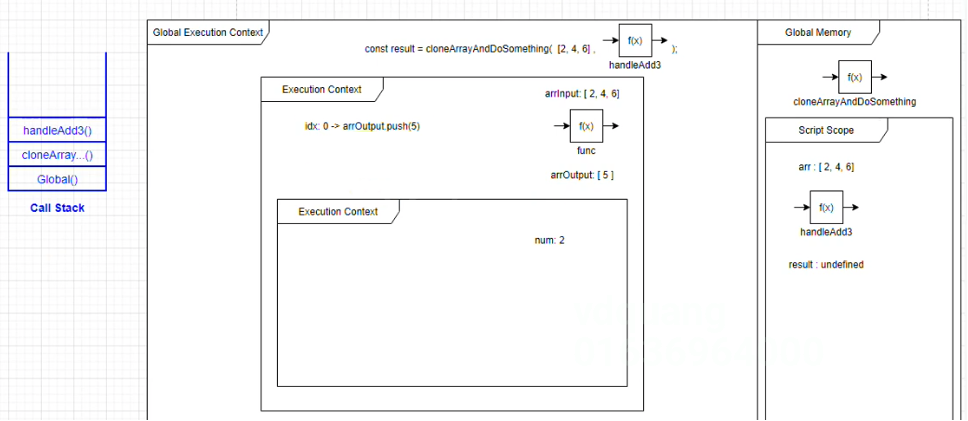 Global Execution Context
const result = cloneArrayAndDoSomething( [2, 4, 6] , f(x) );
handleAdd3
Execution Context
arrInput: [ 2, 4, 6]
idx: 0 -> arrOutput.push(5)
f(x)
func
arrOutput: [ 5 ]
Execution Context
num: 2
handleAdd3()
cloneArray...()
Global()
Call Stack
Global Memory
f(x)
cloneArrayAndDoSomething
Script Scope
arr : [ 2, 4, 6]
f(x)
handleAdd3
result : undefined